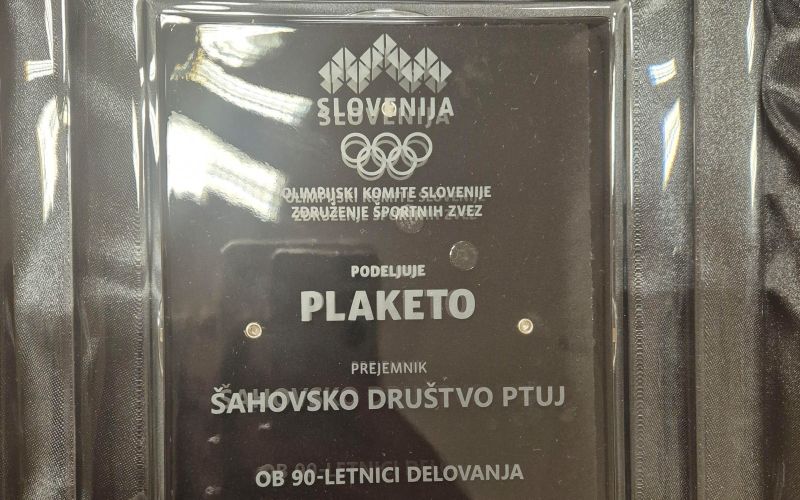 SLOVENIJA
OLIMPIJSKI KOMITE SLOVENIJE
ZDRUŽENJE ŠPORTNIH ZVEZ
PODELJUJE
PLAKETO
PREJEMNIK
ŠAHOVSKO DRUŠTVO PTUJ
OB 90-LETNICI DELOVANJA